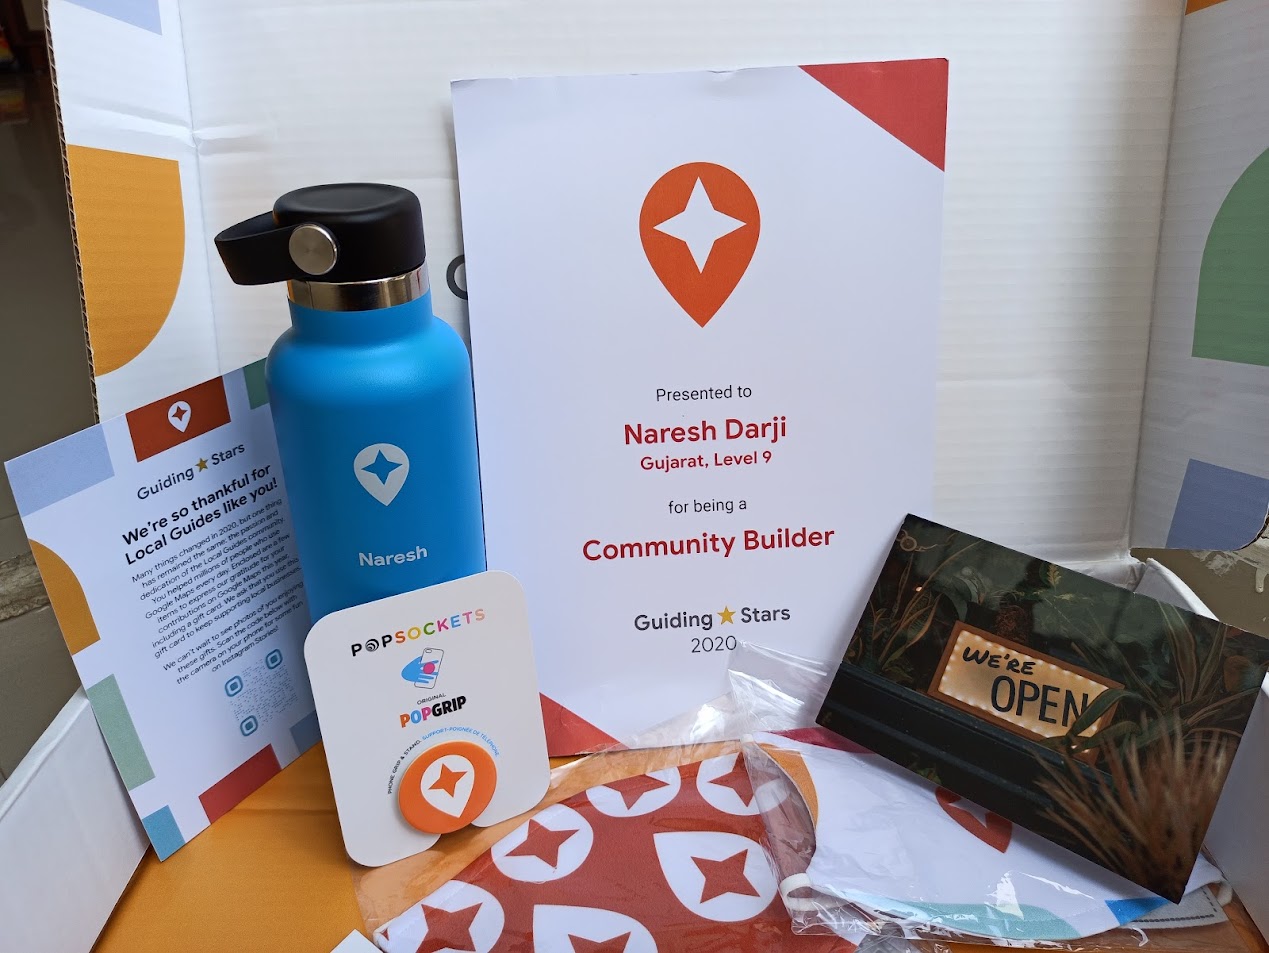 Guiding Stars
We're so thankful for
Local Guides like you!
Many things changed in 2020, but one thing
has remained the same: the passion and
dedication of the Local Guides community.
You helped millions of people who use
Google Maps every day. Enclosed are a few
items to express our gratitude for your
contributions on Google Maps this year,
including a gift card. We ask that you use this
gift card to keep supporting local businesses.
We can't wait to see photos of you enjoying
these gifts. Scan the code below with
the camera on your phone for some fun
on Instagram Stories!
Naresh
POPSOCKETS
ORIGINAL
POPGRIP
PHONE GRIP & STAND. SUPPORT-POIGNÉE DE TÉLÉPHONE
Presented to
Naresh Darji
Gujarat, Level 9
for being a
Community Builder
Guiding Stars
2020
WE'RE
OPEN